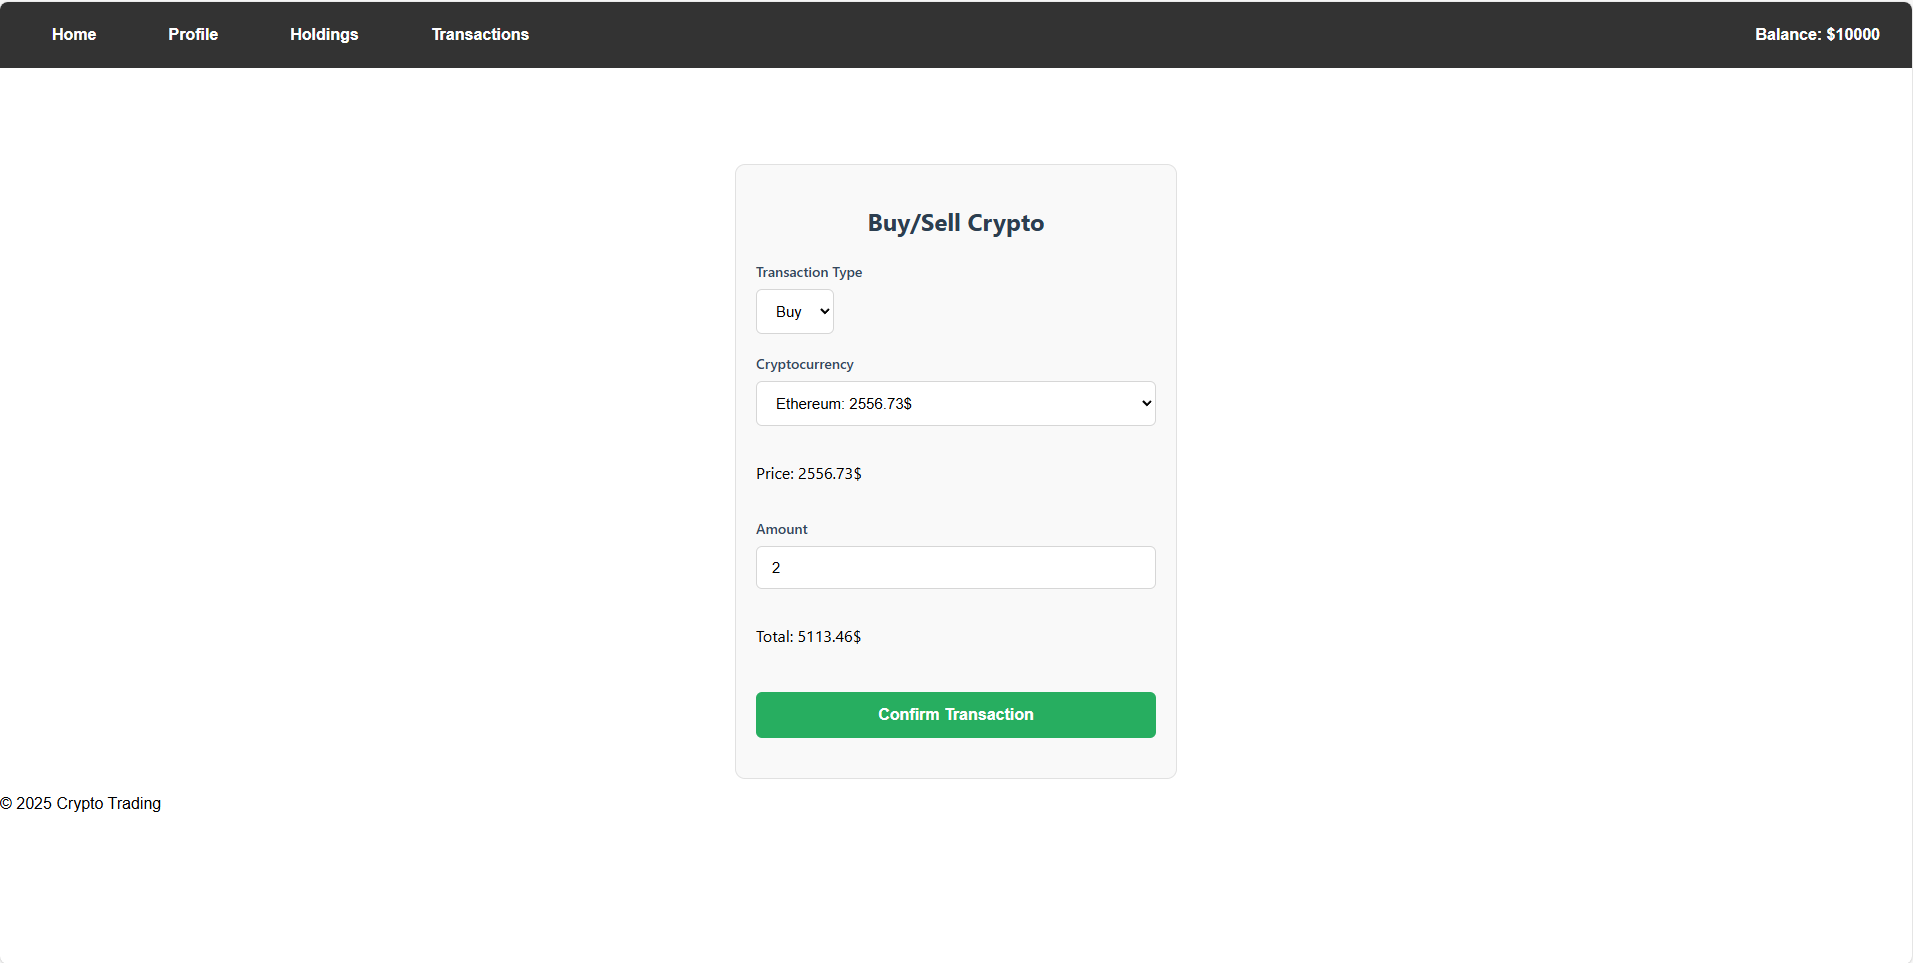 Home Profile Holdings Transactions Balance: $10000
Buy/Sell Crypto
Transaction Type
Buy
Cryptocurrency
Ethereum: 2556.73$
Price: 2556.73$
Amount
2
Total: 5113.46$
Confirm Transaction
© 2025 Crypto Trading